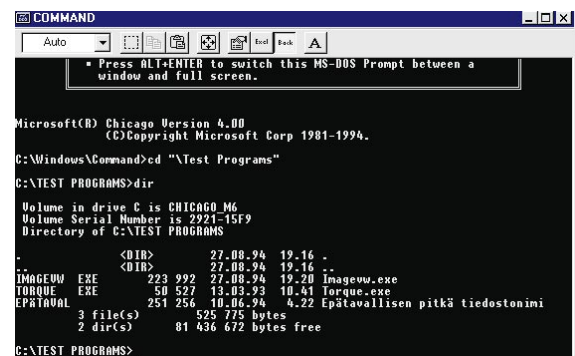 COMMAND
Auto Excl Back A
▪ Press ALT+ENTER to switch this MS-DOS Prompt between a
window and full screen.
Microsoft(R) Chicago Version 4.00
(C)Copyright Microsoft Corp 1981-1994.
C:\Windows\Command>cd "\Test Programs"
C:\TEST PROGRAMS>dir
Volume in drive C is CHICAGO_M6
Volume Serial Number is 2921-15F9
Directory of C:\TEST PROGRAMS
. <DIR> 27.08.94 19.16 .
.. <DIR> 27.08.94 19.16 ..
IMAGEVW EXE 223 992 27.08.94 19.20 Imagevw.exe
TORQUE EXE 50 527 13.03.93 10.41 Torque.exe
EPÄTAVAL 251 256 10.06.94 4.22 Epätavallisen pitkä tiedostonimi
3 file(s) 525 775 bytes
2 dir(s) 81 436 672 bytes free
C:\TEST PROGRAMS>